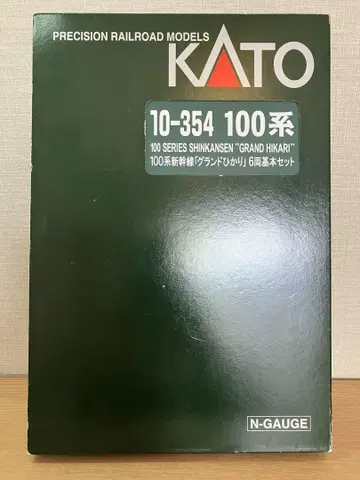 PRECISION RAILROAD MODELS
KATO
10-354 100系
100 SERIES SHINKANSEN "GRAND HIKARI"
100系新幹線「グランドひかり」6両基本セット
N-GAUGE